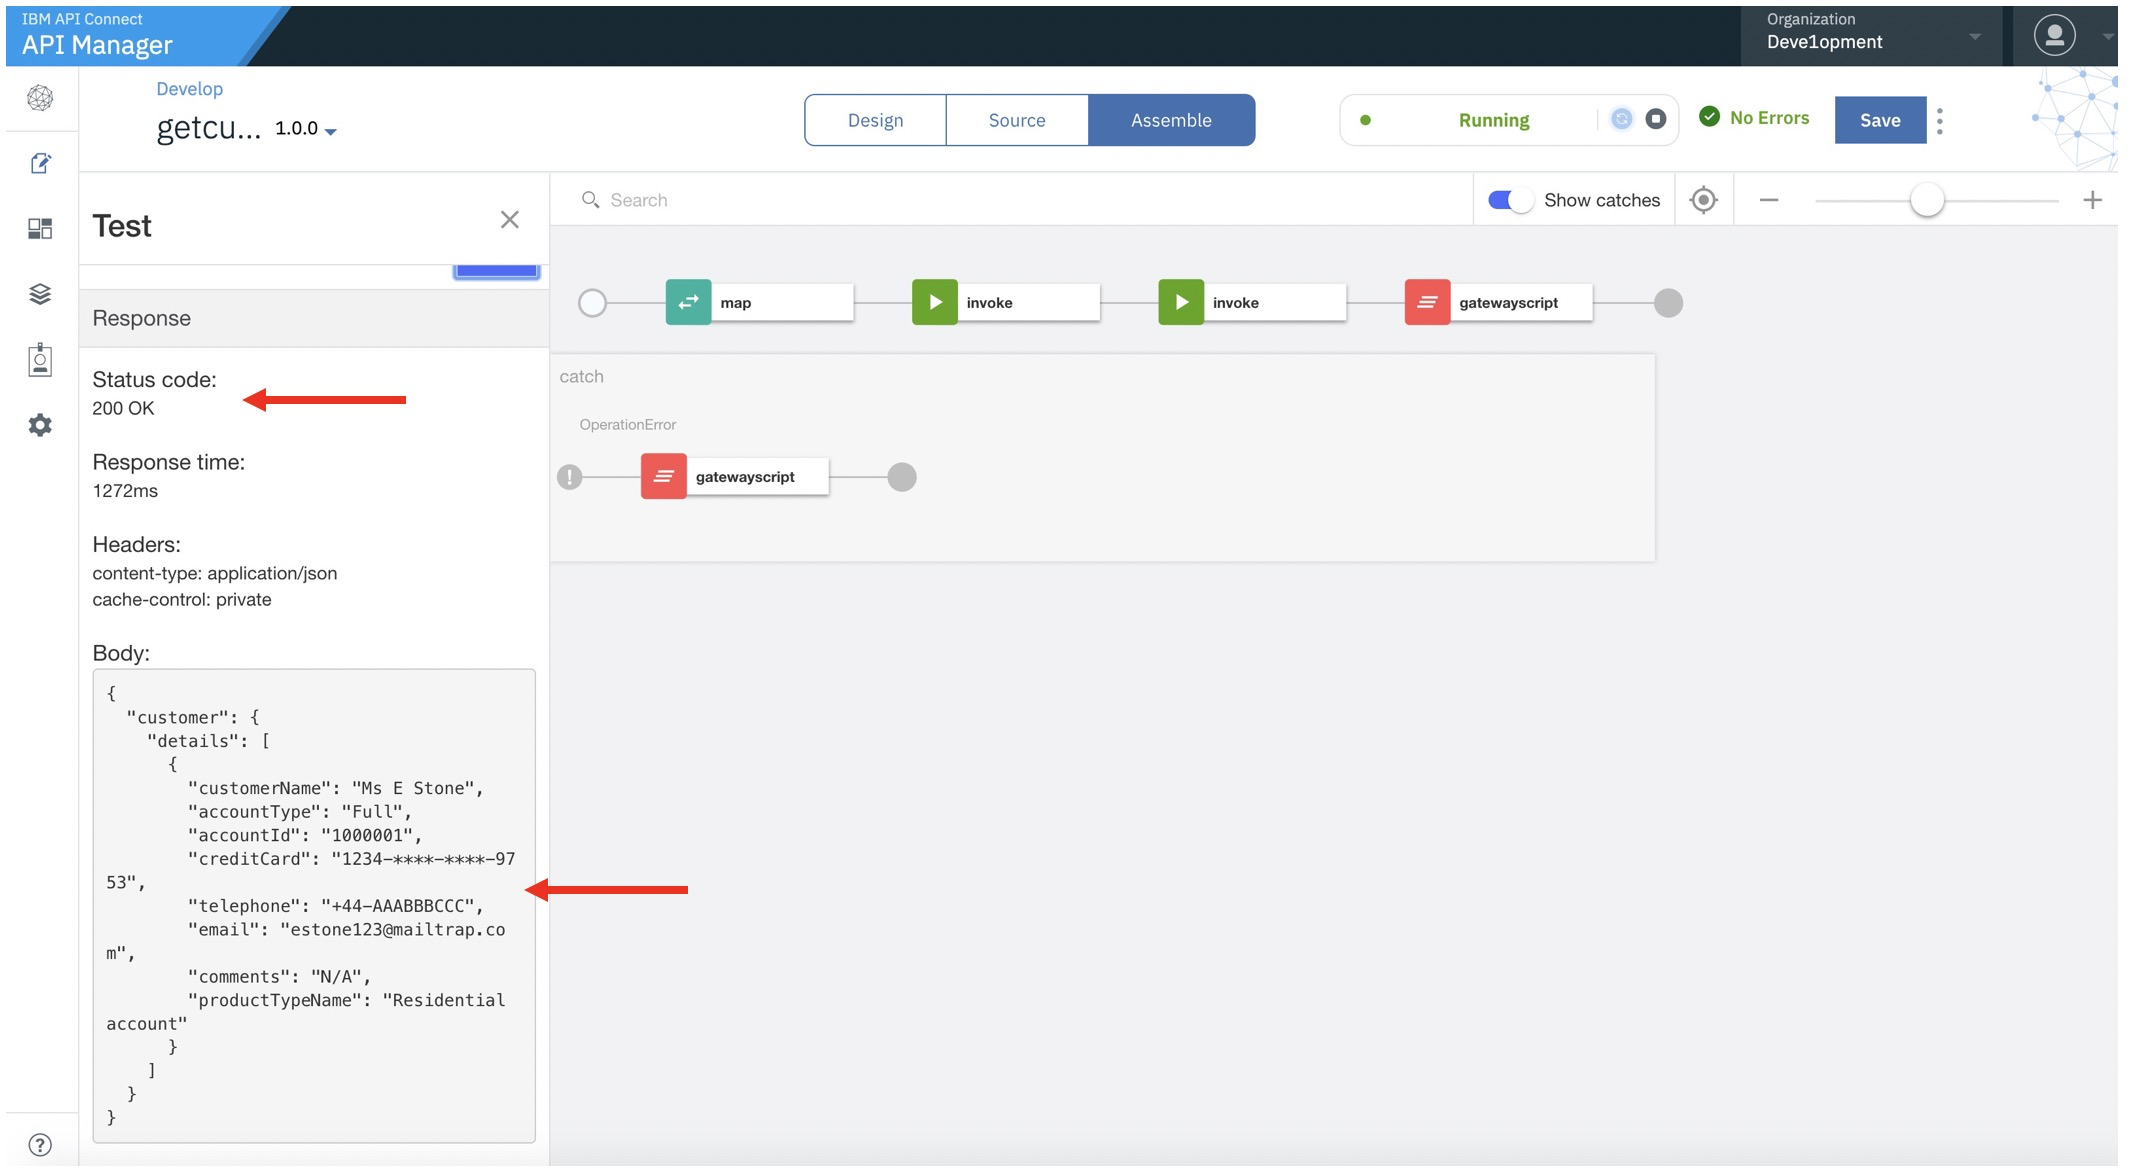 IBM API Connect
API Manager
Organization
Deve1opment
Develop
getcu... 1.0.0
Design
Source
Assemble
Running
No Errors
Save
Test
Search
Show catches
Response
Status code:
200 OK
Response time:
1272ms
Headers:
content-type: application/json
cache-control: private
Body:
{
  "customer": {
    "details": [
      {
        "customerName": "Ms E Stone",
        "accountType": "Full",
        "accountId": "1000001",
        "creditCard": "1234-****-****-97
53",
        "telephone": "+44-AAABBBCCC",
        "email": "estone123@mailtrap.co
m",
        "comments": "N/A",
        "productTypeName": "Residential
account"
      }
    ]
  }
}
map
invoke
invoke
gatewayscript
catch
OperationError
!
gatewayscript
?